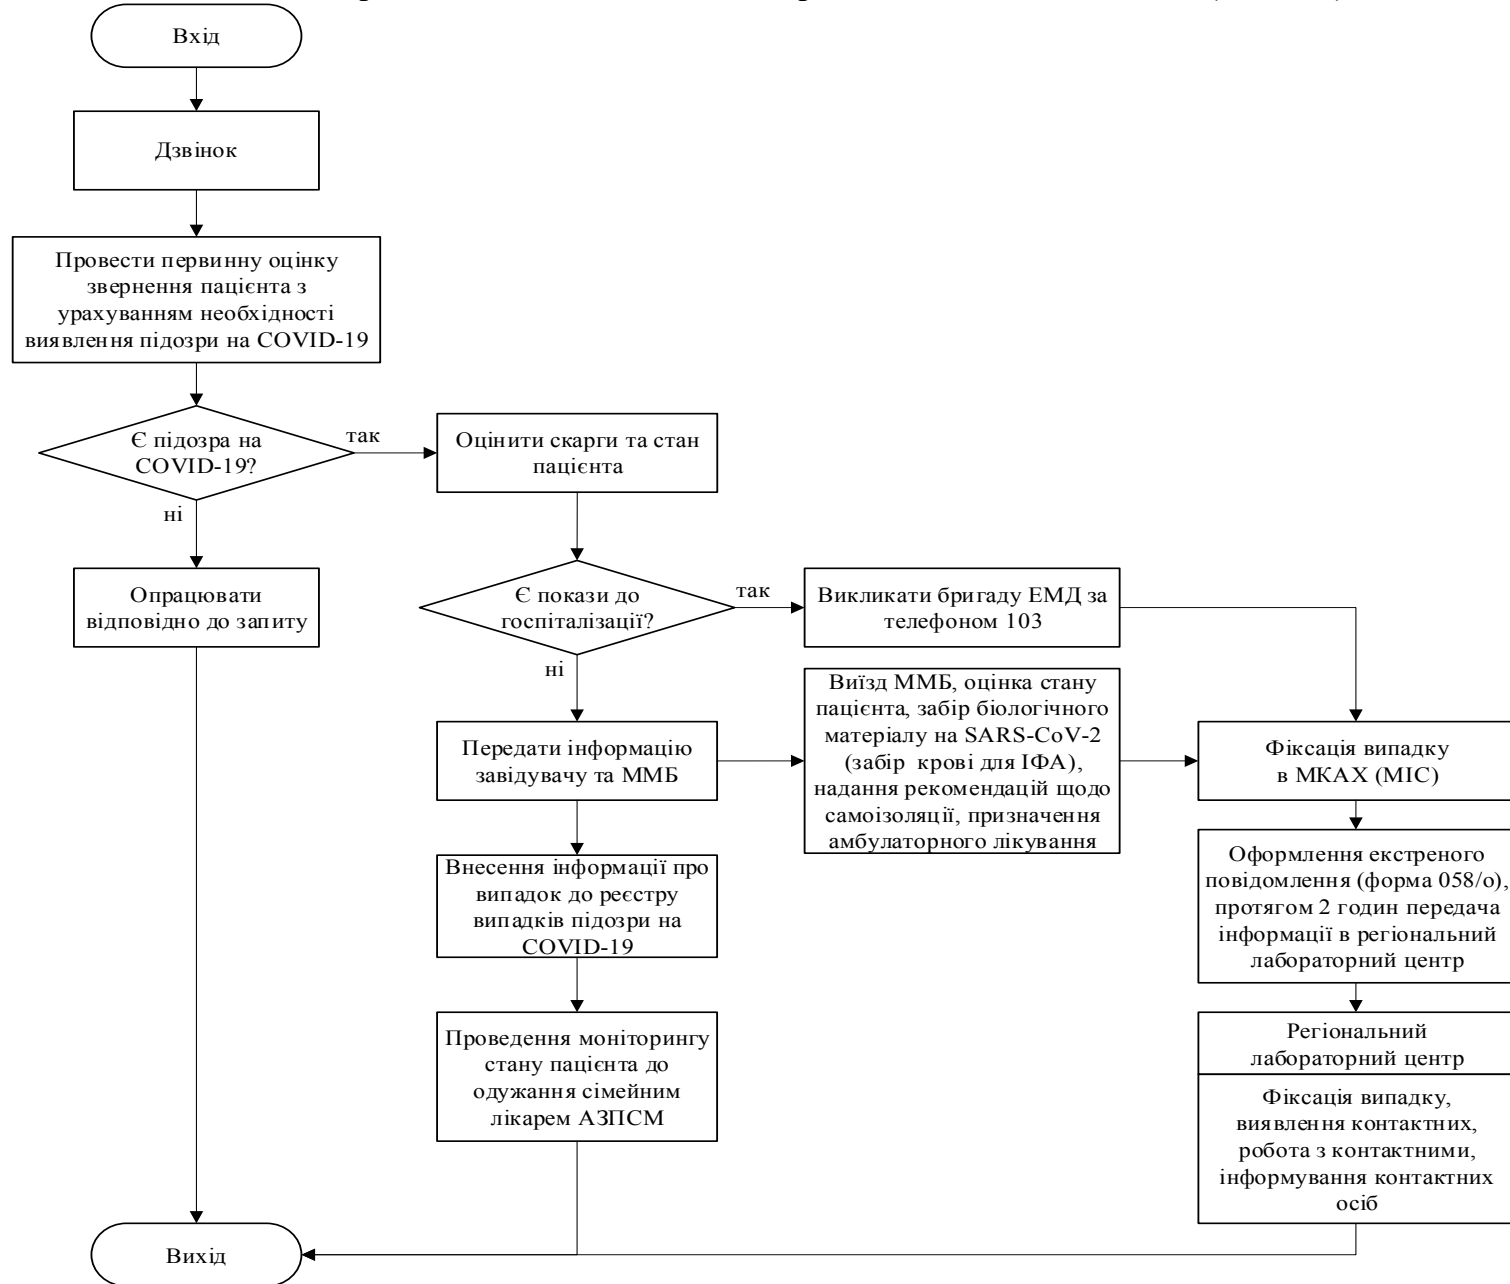 Вхід
Дзвінок
Провести первинну оцінку
звернення пацієнта з
урахуванням необхідності
виявлення підозри на COVID-19
Є підозра на
COVID-19?
так
ні
Оцінити скарги та стан
пацієнта
Опрацювати
відповідно до запиту
Є покази до
госпіталізації?
так
ні
Викликати бригаду ЕМД за
телефоном 103
Передати інформацію
завідувачу та ММБ
Виїзд ММБ, оцінка стану
пацієнта, забір біологічного
матеріалу на SARS-CoV-2
(забір крові для ІФА),
надання рекомендацій щодо
самоізоляції, призначення
амбулаторного лікування
Фіксація випадку
в МКАХ (МІС)
Внесення інформації про
випадок до реєстру
випадків підозри на
COVID-19
Оформлення екстреного
повідомлення (форма 058/о),
протягом 2 годин передача
інформації в регіональний
лабораторний центр
Проведення моніторингу
стану пацієнта до
одужання сімейним
лікарем АЗПСМ
Регіональний
лабораторний центр
Фіксація випадку,
виявлення контактних,
робота з контактними,
інформування контактних
осіб
Вихід